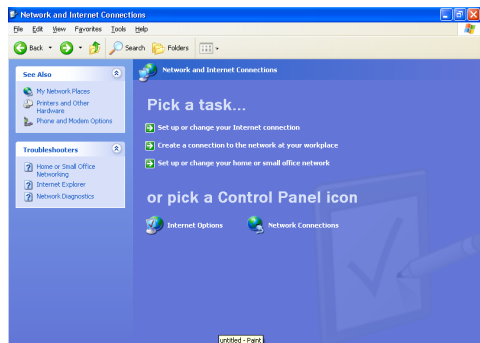 Network and Internet Connections
File Edit View Favorites Tools Help
Back Search Folders
See Also
My Network Places
Printers and Other
Hardware
Phone and Modem Options
Troubleshooters
Home or Small Office
Networking
Internet Explorer
Network Diagnostics
Network and Internet Connections
Pick a task...
Set up or change your Internet connection
Create a connection to the network at your workplace
Set up or change your home or small office network
or pick a Control Panel icon
Internet Options Network Connections
untitled - Paint